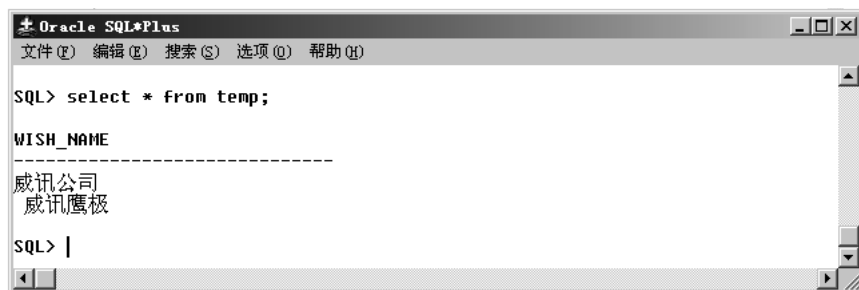 Oracle SQL*Plus
文件(F) 编辑(E) 搜索(S) 选项(O) 帮助(H)
SQL> select * from temp;
WISH_NAME
------------------------------
威讯公司
威讯鹰极
SQL>